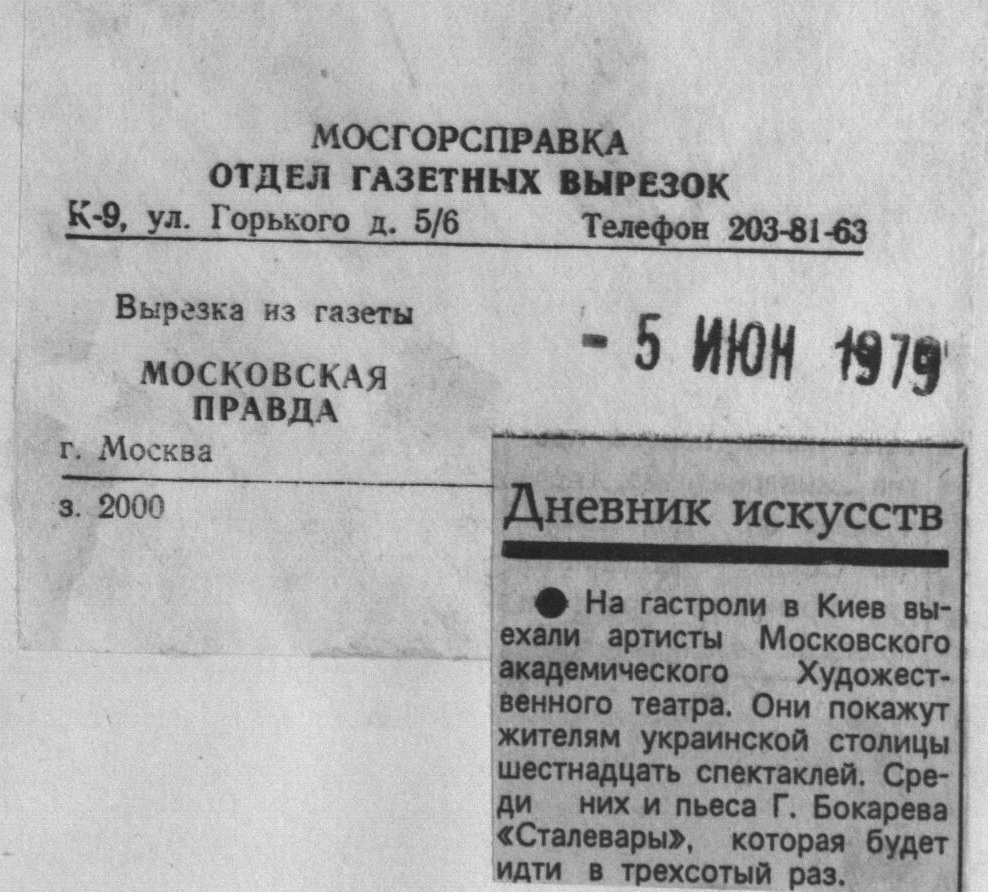 МОСГОРСПРАВКА
ОТДЕЛ ГАЗЕТНЫХ ВЫРЕЗОК
К-9, ул. Горького д. 5/6 Телефон 203-81-63
Вырезка из газеты
- 5 ИЮН 1979
МОСКОВСКАЯ
ПРАВДА
г. Москва
з. 2000
Дневник искусств
● На гастроли в Киев вы-
ехали артисты Московского
академического Художест-
венного театра. Они покажут
жителям украинской столицы
шестнадцать спектаклей. Сре-
ди них и пьеса Г. Бокарева
«Сталевары», которая будет
идти в трехсотый раз.